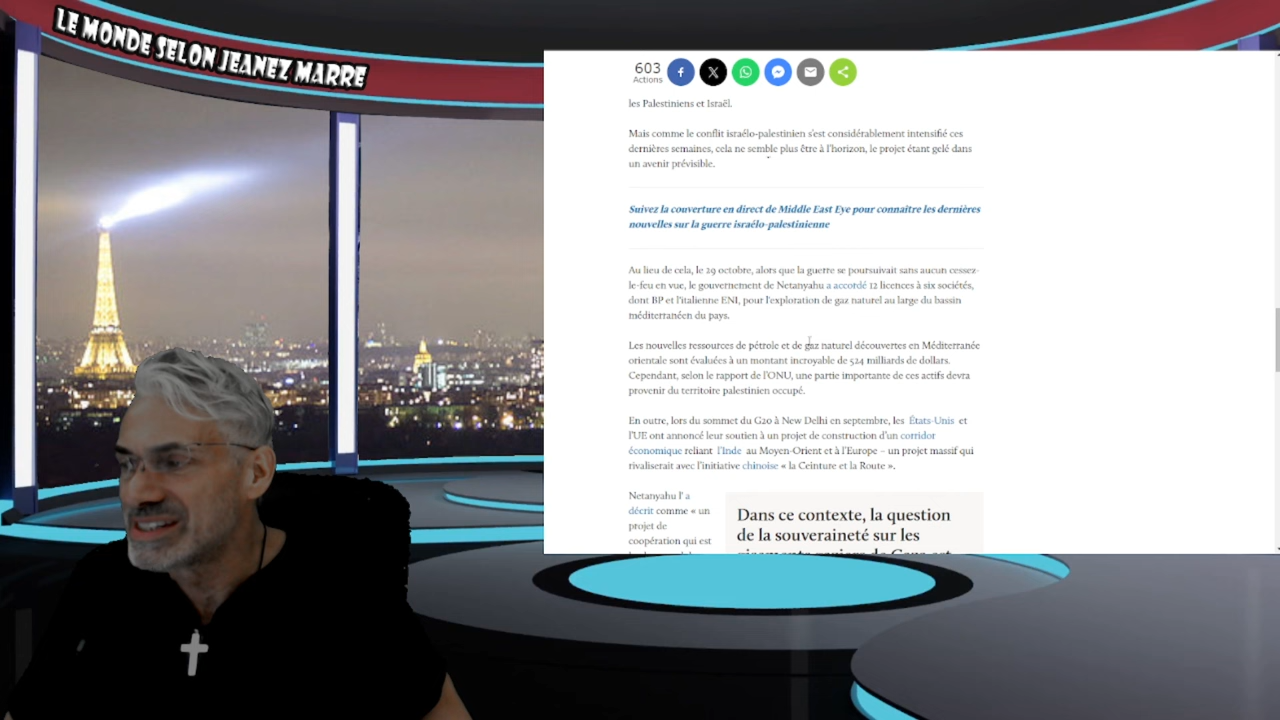 LE MONDE SELON JEANEZ MARRE
603
Actions
les Palestiniens et Israël.
Mais comme le conflit israélo-palestinien s'est considérablement intensifié ces
dernières semaines, cela ne semble plus être à l'horizon, le projet étant gelé dans
un avenir prévisible.
Suivez la couverture en direct de Middle East Eye pour connaître les dernières
nouvelles sur la guerre israélo-palestinienne
Au lieu de cela, le 29 octobre, alors que la guerre se poursuivait sans aucun cessez-
le-feu en vue, le gouvernement de Netanyahu a accordé 12 licences à six sociétés,
dont BP et l'italienne ENI, pour l'exploration de gaz naturel au large du bassin
méditerranéen du pays.
Les nouvelles ressources de pétrole et de gaz naturel découvertes en Méditerranée
orientale sont évaluées à un montant incroyable de 524 milliards de dollars.
Cependant, selon le rapport de l'ONU, une partie importante de ces actifs devra
provenir du territoire palestinien occupé.
En outre, lors du sommet du G20 à New Delhi en septembre, les États-Unis et
l'UE ont annoncé leur soutien à un projet de construction d'un corridor
économique reliant l'Inde au Moyen-Orient et à l'Europe – un projet massif qui
rivaliserait avec l'initiative chinoise « la Ceinture et la Route ».
Netanyahu l' a
décrit comme « un
projet de
coopération qui est
Dans ce contexte, la question
de la souveraineté sur les